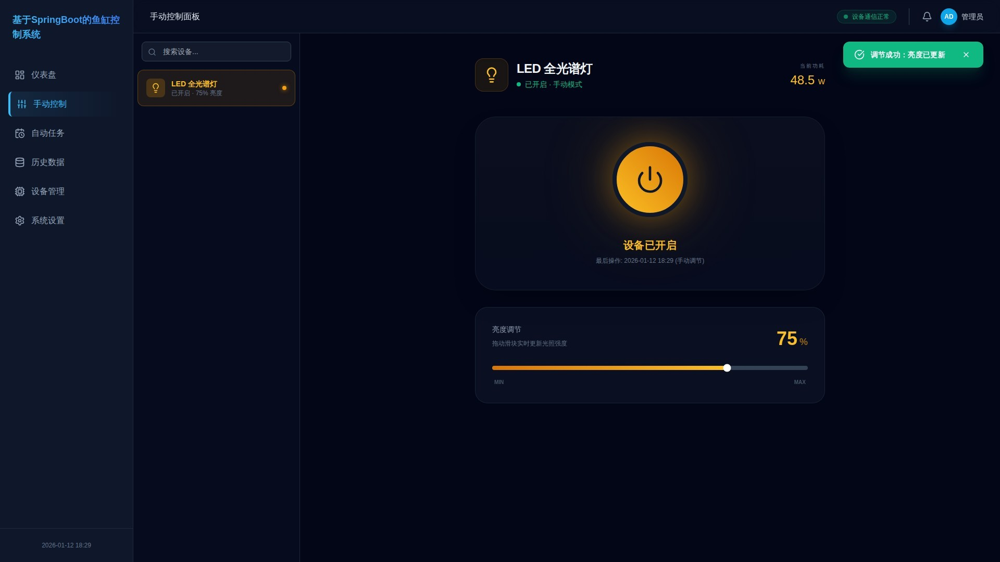 基于SpringBoot的鱼缸控
制系统
仪表盘
手动控制
自动任务
历史数据
设备管理
系统设置
2026-01-12 18:29
手动控制面板
设备通信正常
AD
管理员
搜索设备...
LED 全光谱灯
已开启 · 75% 亮度
LED 全光谱灯
已开启 · 手动模式
当前功耗
48.5 W
调节成功：亮度已更新
设备已开启
最后操作: 2026-01-12 18:29 (手动调节)
亮度调节
拖动滑块实时更新光照强度
75 %
MIN
MAX